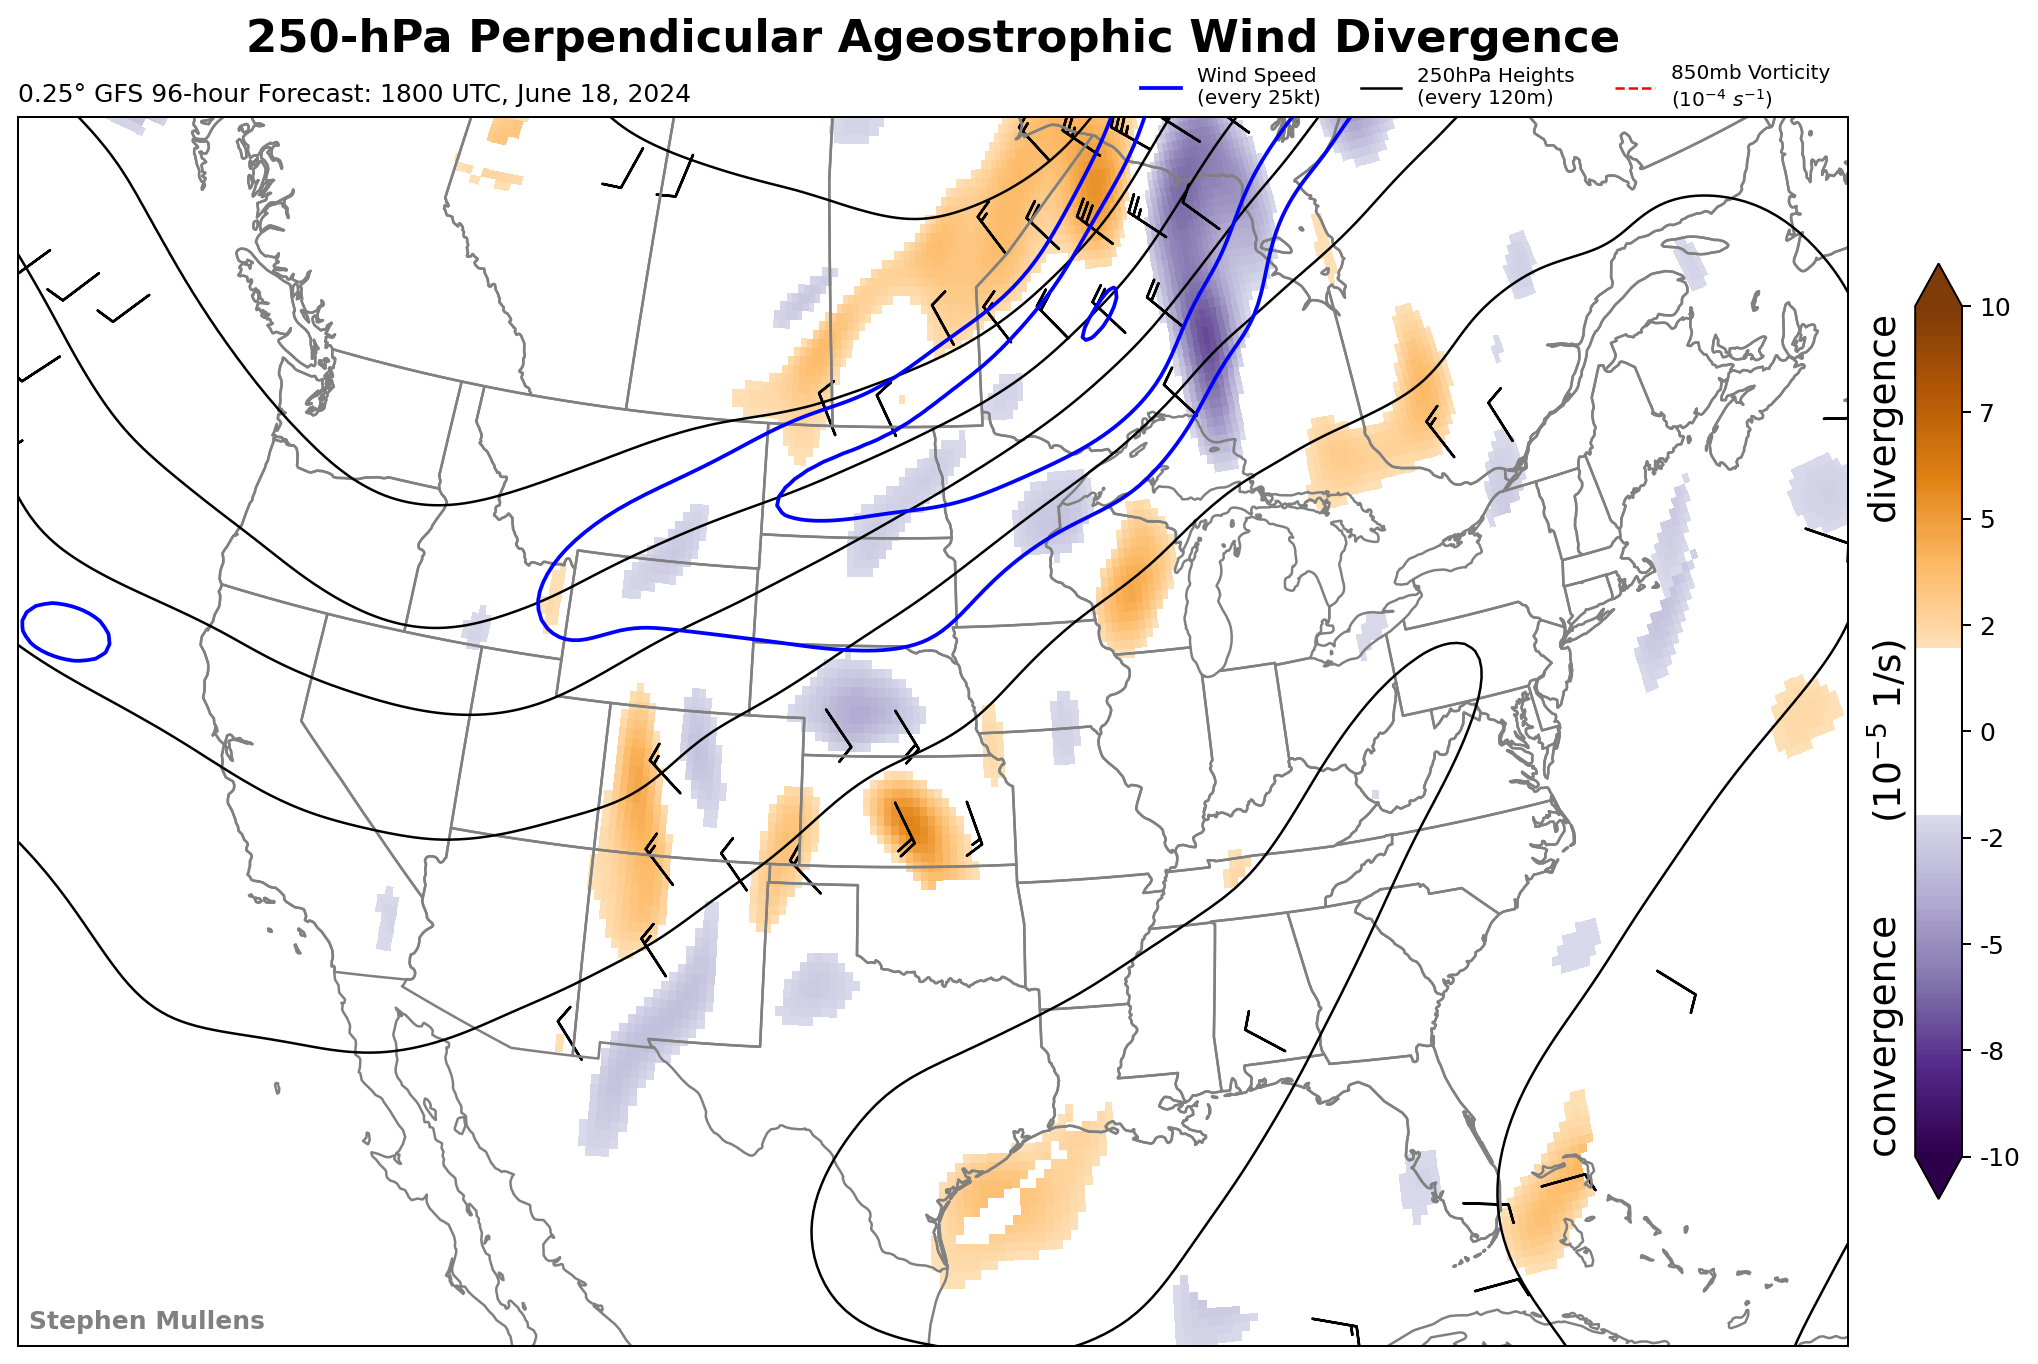 250-hPa Perpendicular Ageostrophic Wind Divergence
0.25° GFS 96-hour Forecast: 1800 UTC, June 18, 2024
Wind Speed
(every 25kt)
250hPa Heights
(every 120m)
850mb Vorticity
(10⁻⁴ s⁻¹)
10
7
5
2
0
-2
-5
-8
-10
convergence (10⁻⁵ 1/s) divergence
Stephen Mullens